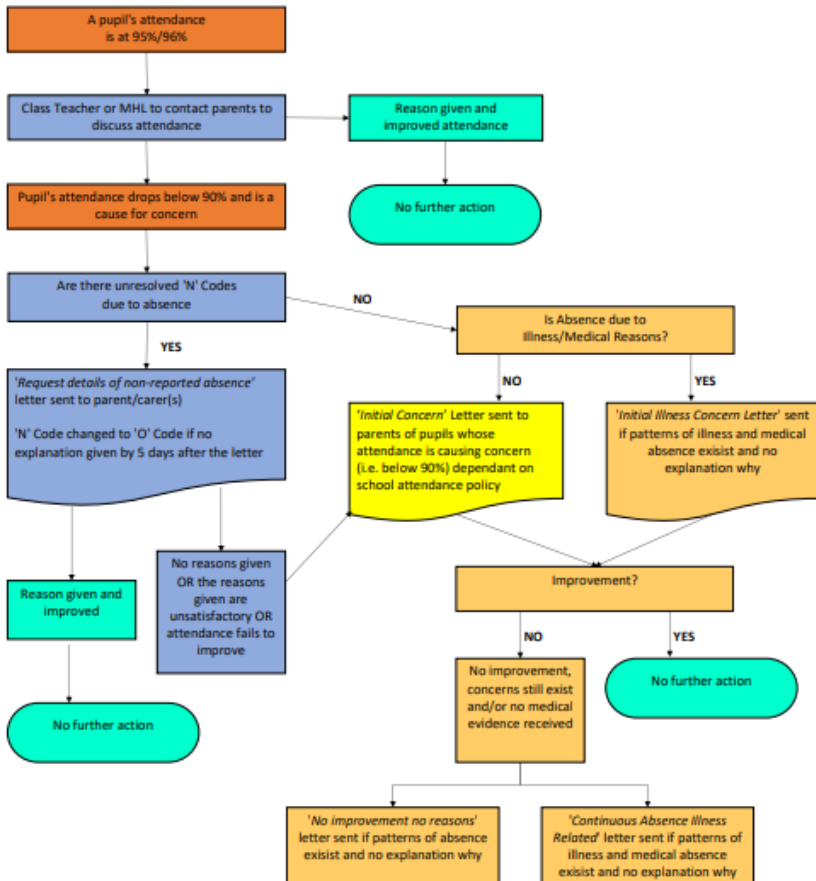 A pupil's attendance
is at 95%/96%
Class Teacher or MHL to contact parents to
discuss attendance
Reason given and
improved attendance
No further action
Pupil's attendance drops below 90% and is a
cause for concern
Are there unresolved 'N' Codes
due to absence
NO
YES
Is Absence due to
Illness/Medical Reasons?
NO
YES
'Request details of non-reported absence'
letter sent to parent/carer(s)
'N' Code changed to 'O' Code if no
explanation given by 5 days after the letter
'Initial Concern' Letter sent to
parents of pupils whose
attendance is causing concern
(i.e. below 90%) dependant on
school attendance policy
'Initial Illness Concern Letter' sent
if patterns of illness and medical
absence exisist and no
explanation why
No reasons given
OR the reasons
given are
unsatisfactory OR
attendance fails to
improve
Reason given and
improved
No further action
Improvement?
NO
YES
No improvement,
concerns still exist
and/or no medical
evidence received
No further action
'No improvement no reasons'
letter sent if patterns of absence
exisist and no explanation why
'Continuous Absence Illness
Related' letter sent if patterns of
illness and medical absence
exisist and no explanation why